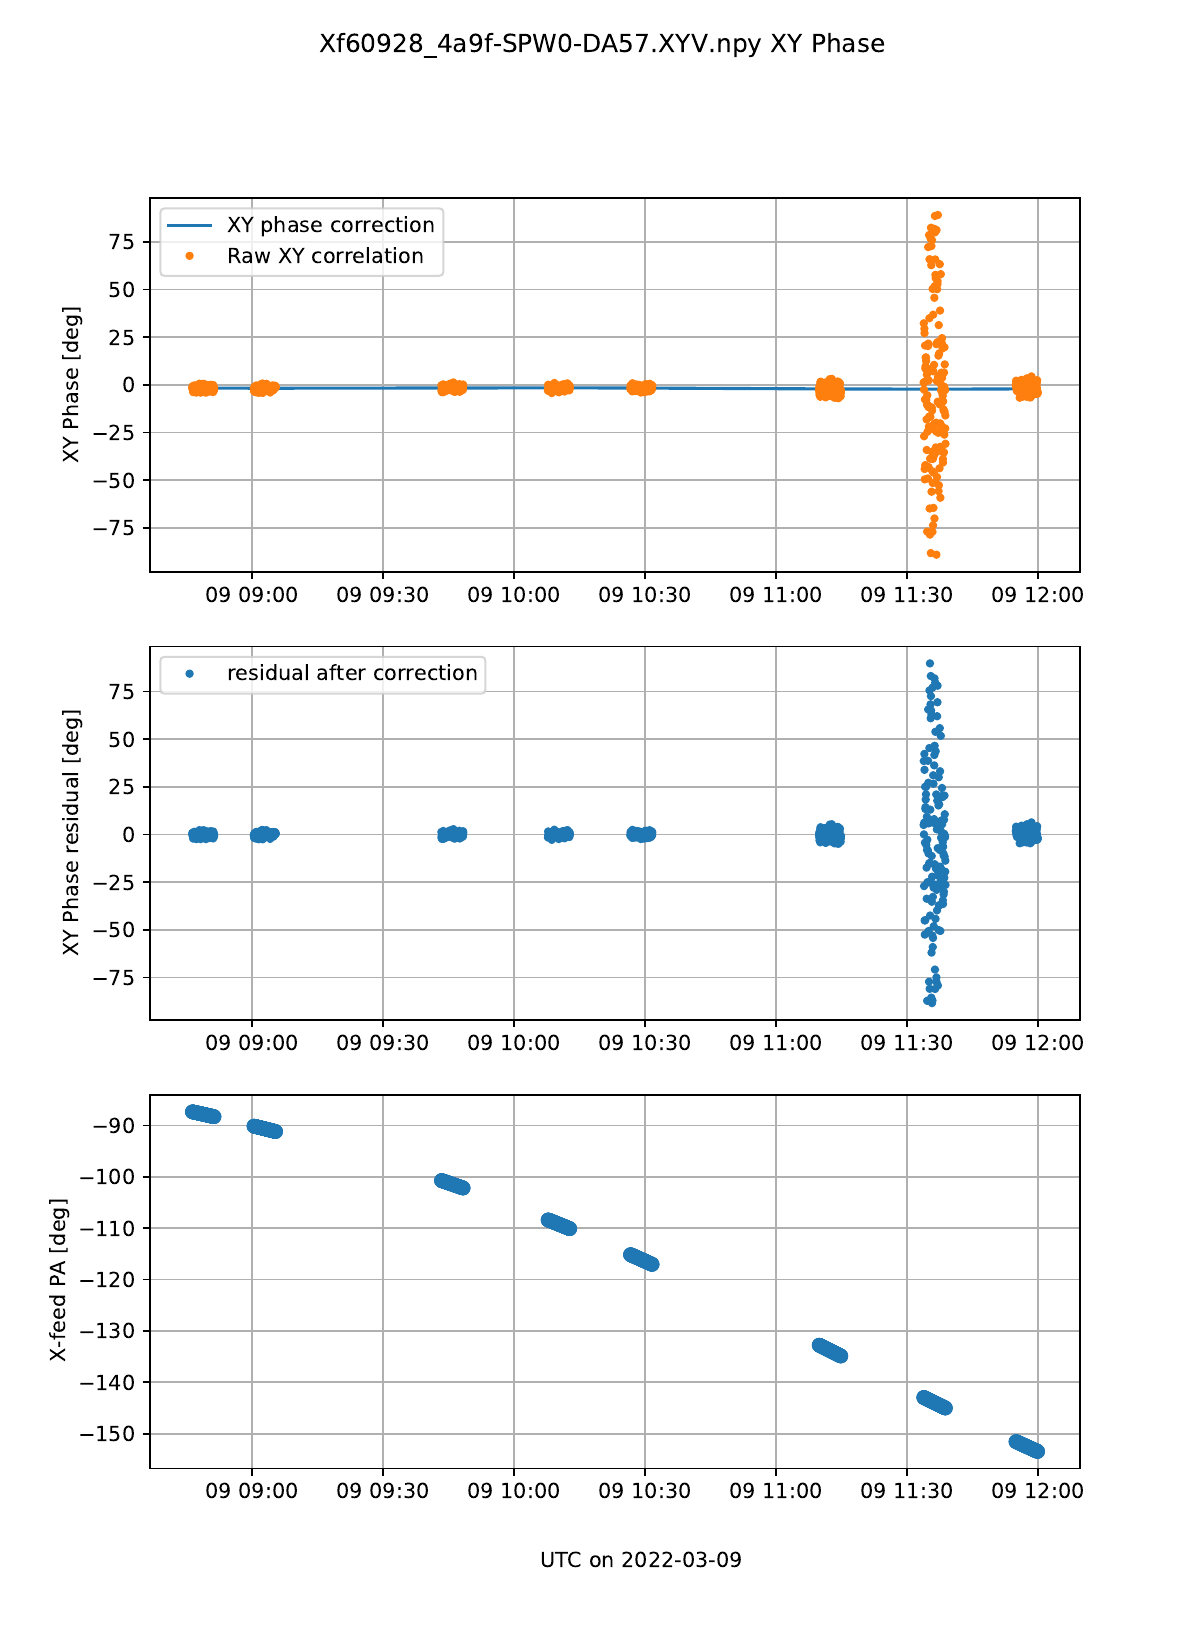 Xf60928_4a9f-SPW0-DA57.XYV.npy XY Phase
XY phase correction
Raw XY correlation
XY Phase [deg]
75
50
25
0
−25
−50
−75
09 09:00 09 09:30 09 10:00 09 10:30 09 11:00 09 11:30 09 12:00
residual after correction
XY Phase residual [deg]
75
50
25
0
−25
−50
−75
09 09:00 09 09:30 09 10:00 09 10:30 09 11:00 09 11:30 09 12:00
X-feed PA [deg]
−90
−100
−110
−120
−130
−140
−150
09 09:00 09 09:30 09 10:00 09 10:30 09 11:00 09 11:30 09 12:00
UTC on 2022-03-09